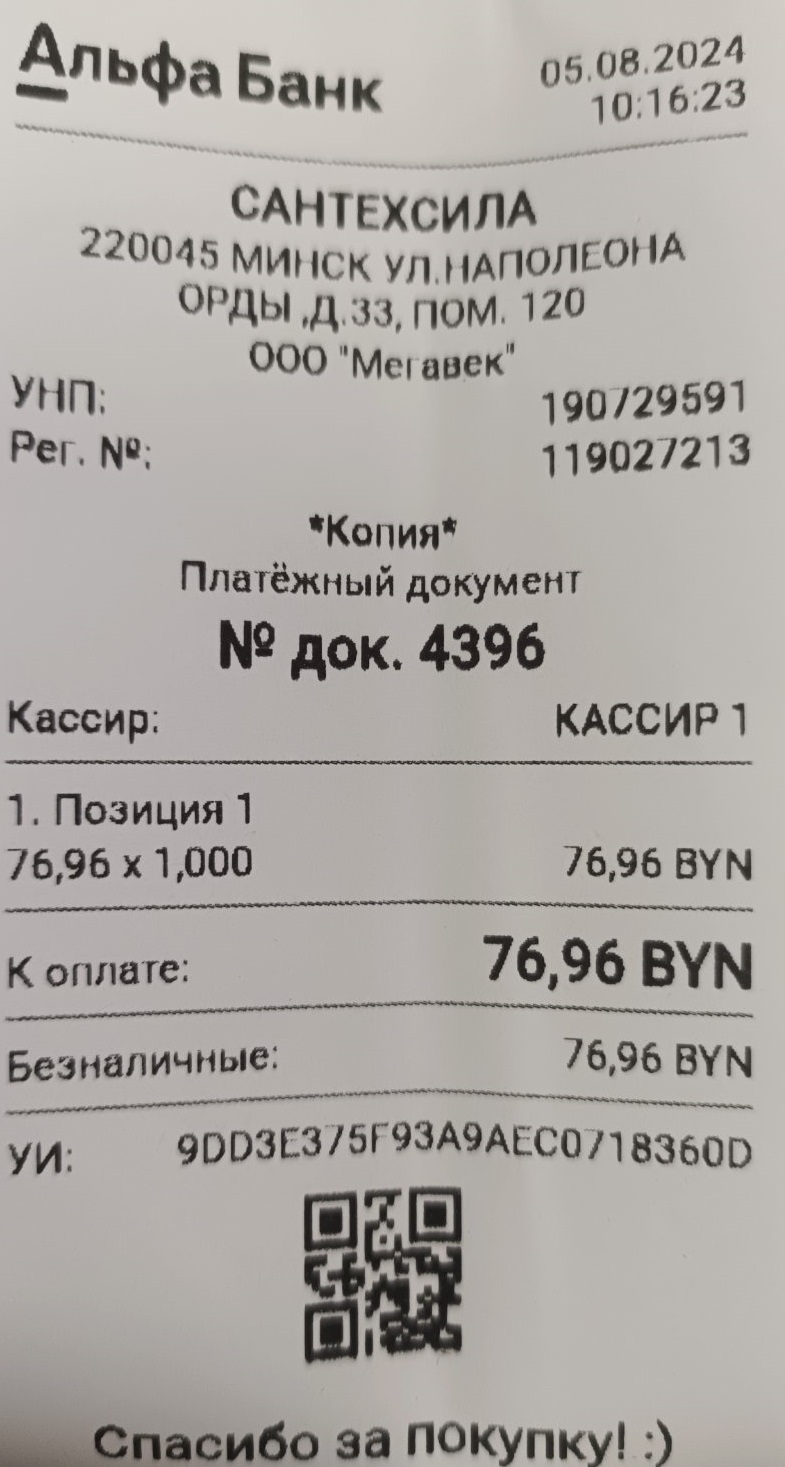 Альфа Банк
05.08.2024
10:16:23
САНТЕХСИЛА
220045 МИНСК УЛ.НАПОЛЕОНА
ОРДЫ ,Д.33, ПОМ. 120
ООО "Мегавек"
УНП: 190729591
Рег. №: 119027213
*Копия*
Платёжный документ
№ док. 4396
Кассир: КАССИР 1
1. Позиция 1
76,96 x 1,000 76,96 BYN
К оплате: 76,96 BYN
Безналичные: 76,96 BYN
УИ: 9DD3E375F93A9AEC0718360D
Спасибо за покупку! :)